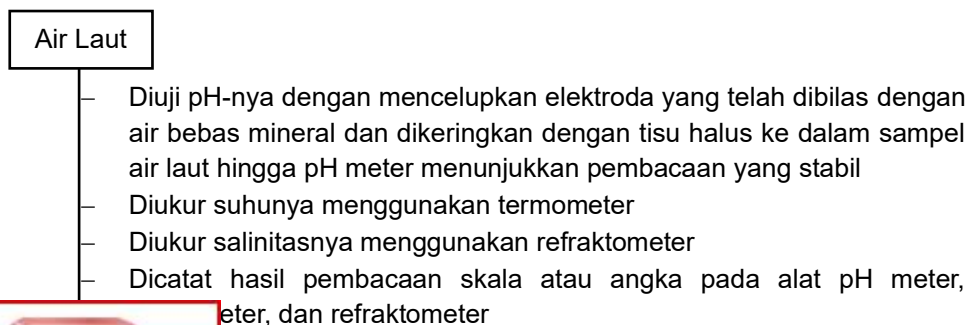 Air Laut
– Diuji pH-nya dengan mencelupkan elektroda yang telah dibilas dengan
air bebas mineral dan dikeringkan dengan tisu halus ke dalam sampel
air laut hingga pH meter menunjukkan pembacaan yang stabil
– Diukur suhunya menggunakan termometer
– Diukur salinitasnya menggunakan refraktometer
– Dicatat hasil pembacaan skala atau angka pada alat pH meter,
eter, dan refraktometer